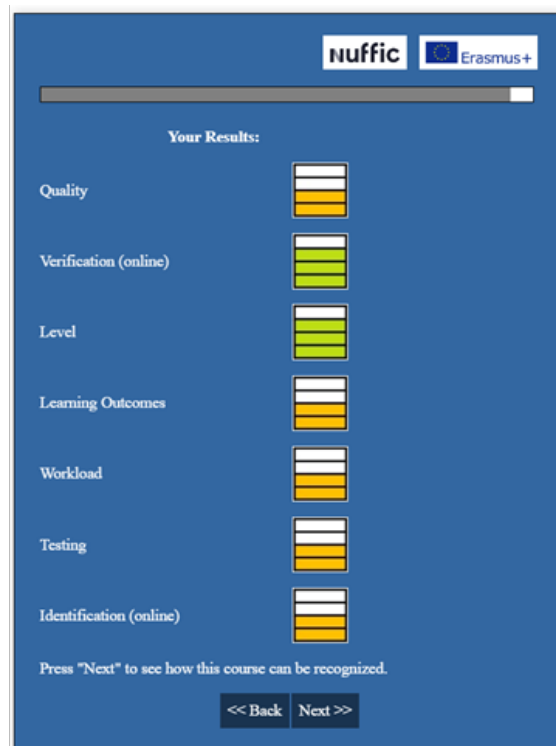 nuffic
Erasmus+
Your Results:
Quality
Verification (online)
Level
Learning Outcomes
Workload
Testing
Identification (online)
Press "Next" to see how this course can be recognized.
<< Back Next >>